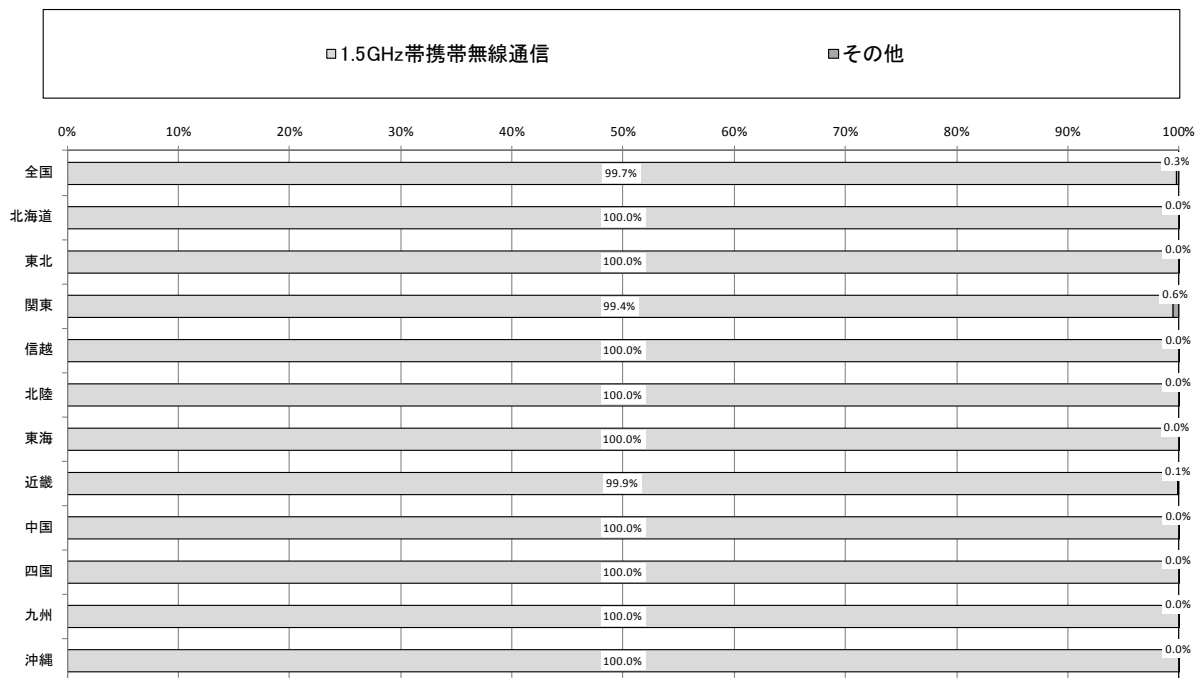 1.5GHz帯携帯無線通信 その他
0% 10% 20% 30% 40% 50% 60% 70% 80% 90% 100%
全国 99.7% 0.3%
北海道 100.0% 0.0%
東北 100.0% 0.0%
関東 99.4% 0.6%
信越 100.0% 0.0%
北陸 100.0% 0.0%
東海 100.0% 0.0%
近畿 99.9% 0.1%
中国 100.0% 0.0%
四国 100.0% 0.0%
九州 100.0% 0.0%
沖縄 100.0% 0.0%